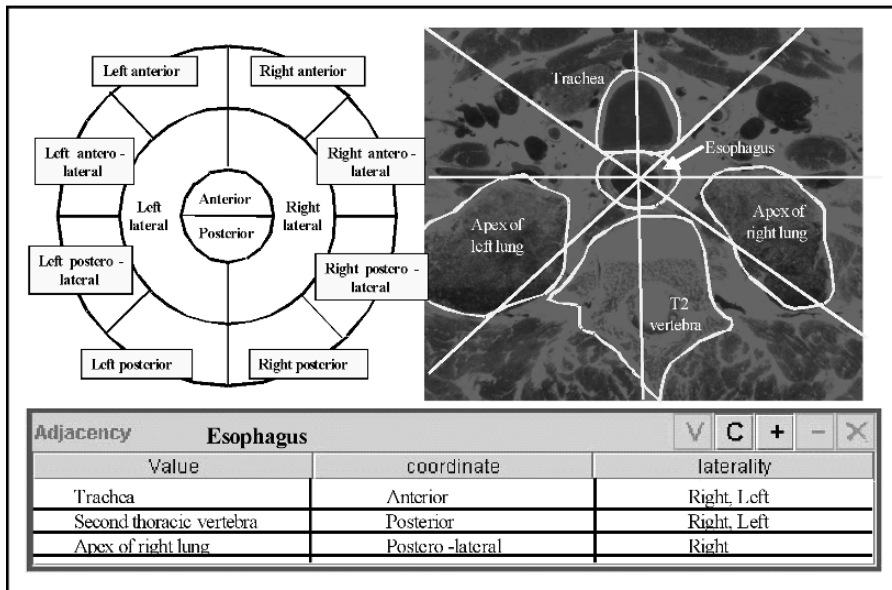 Left anterior
Right anterior
Left antero -
lateral
Right antero -
lateral
Left
lateral
Anterior
Posterior
Right
lateral
Left postero -
lateral
Right postero -
lateral
Left posterior
Right posterior
Trachea
Esophagus
Apex of
left lung
Apex of
right lung
T2
vertebra
Adjacency Esophagus V C + − X
Value coordinate laterality
Trachea Anterior Right, Left
Second thoracic vertebra Posterior Right, Left
Apex of right lung Postero -lateral Right